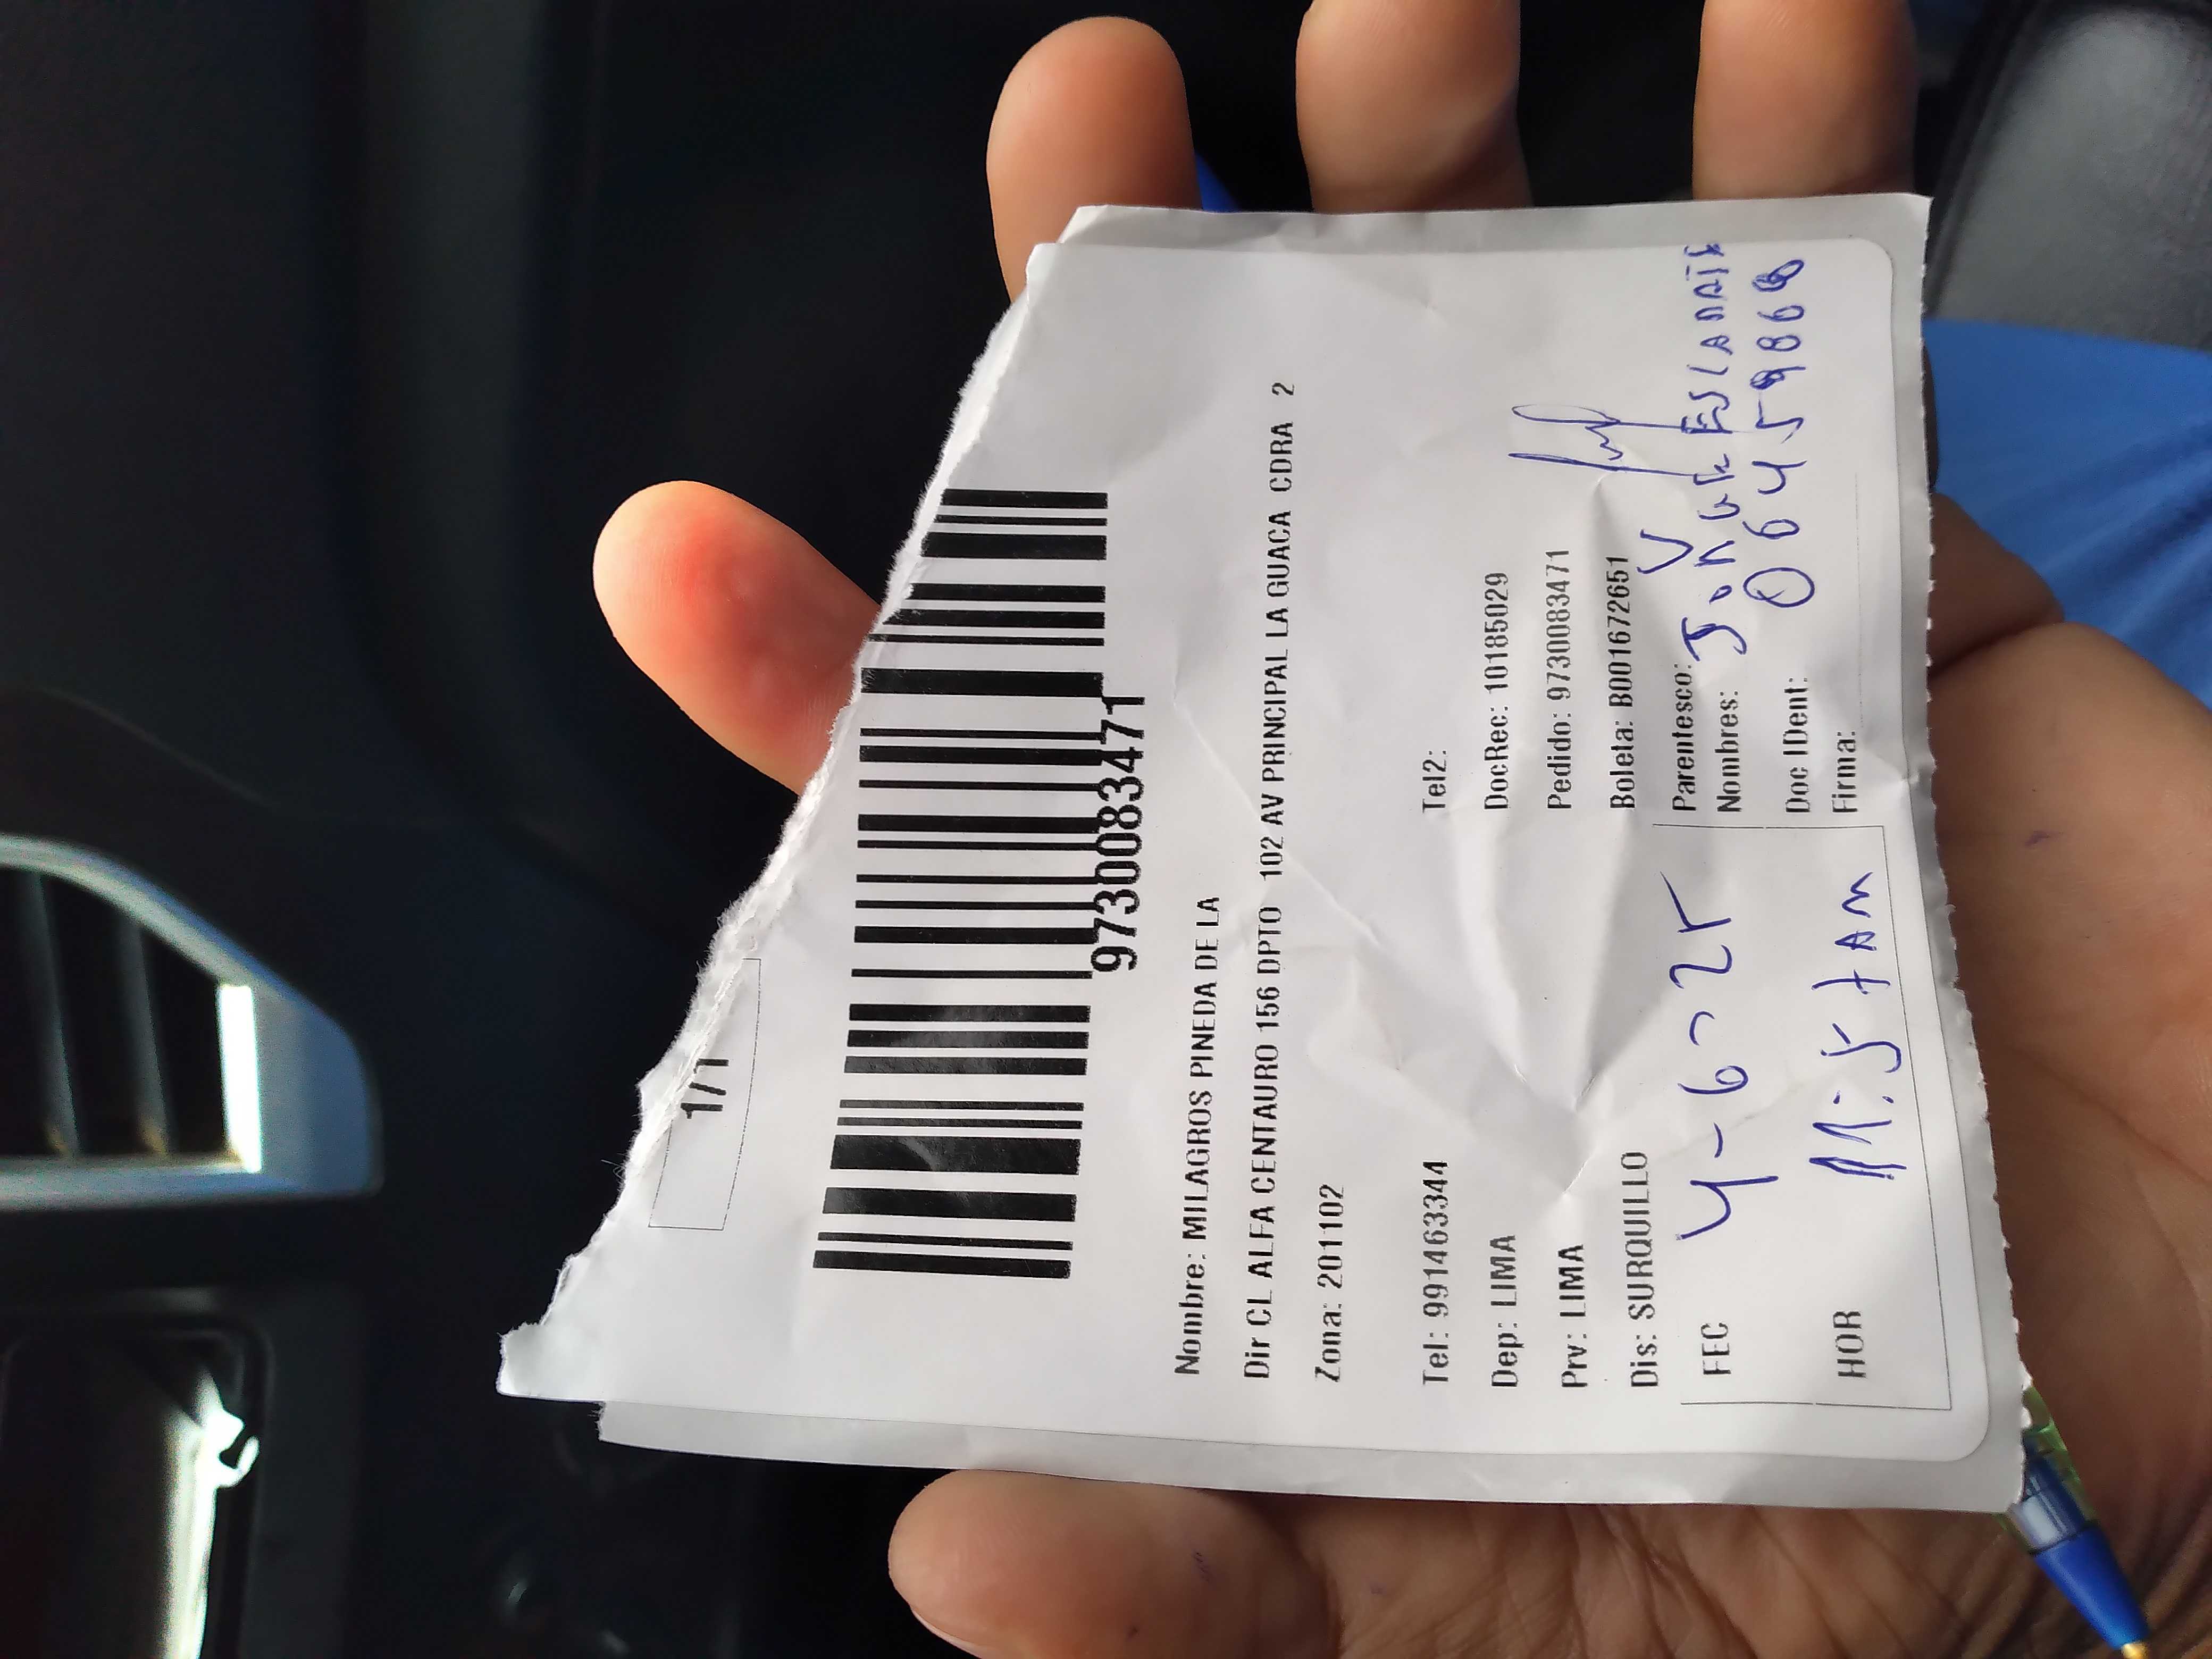 1/1
9730083471
Nombre: MILAGROS PINEDA DE LA
Dir CL ALFA CENTAURO 156 DPTO 102 AV PRINCIPAL LA GUACA CDRA 2
Zona: 201102
Tel: 991463344 Tel2:
Dep: LIMA DocRec: 10185029
Prv: LIMA Pedido: 9730083471
Dis: SURQUILLO Boleta: B001672651
FEC 4-6-25 Parentesco: V
Nombres: JORGE
HOR 11:57 AM Doc IDent:
Firma: